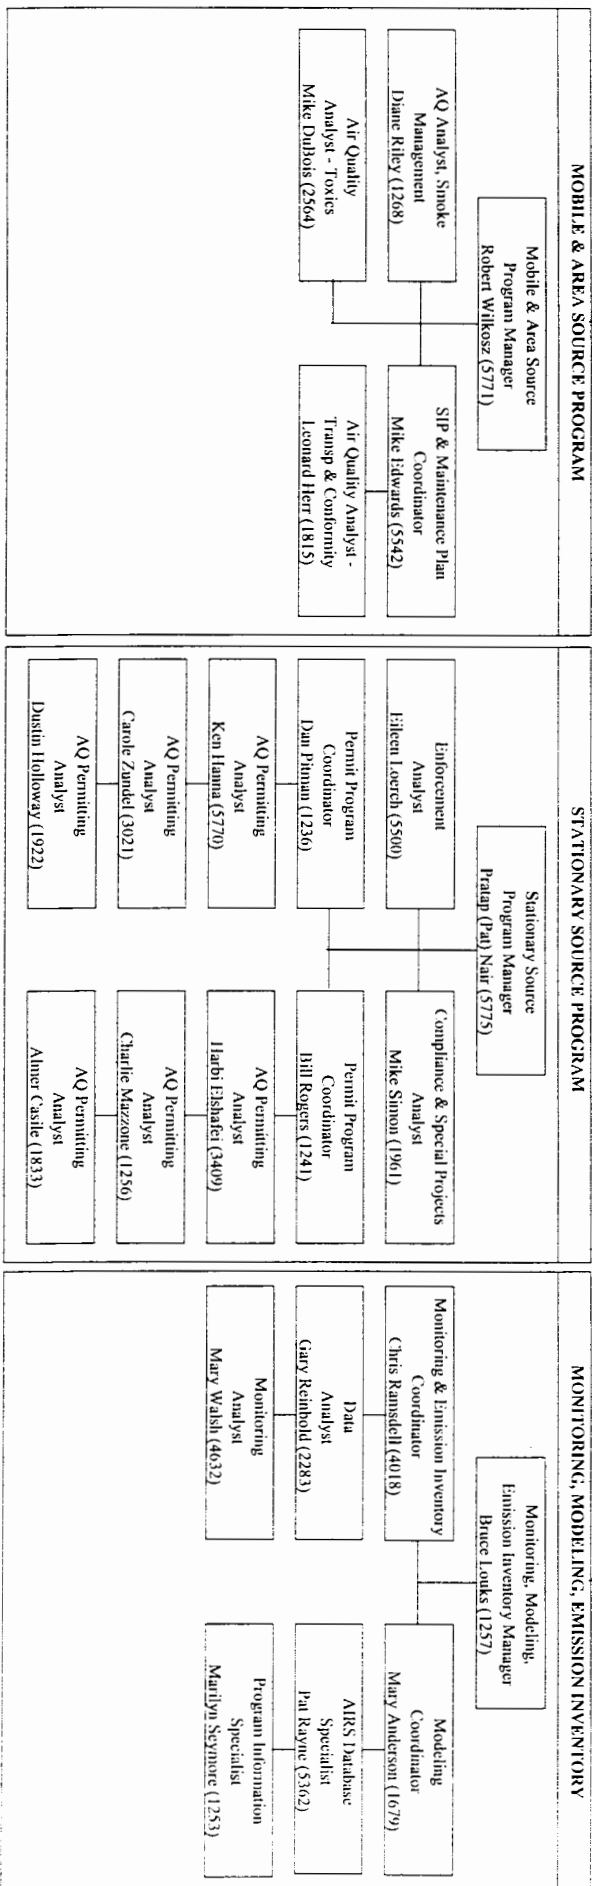 MOBILE & AREA SOURCE PROGRAM
Mobile & Area Source
Program Manager
Robert Wilkosz (5771)
AQ Analyst, Smoke
Management
Diane Riley (1268)
SIP & Maintenance Plan
Coordinator
Mike Edwards (5542)
Air Quality
Analyst - Toxics
Mike DuBois (2564)
Air Quality Analyst -
Transp & Conformity
Leonard Herr (1815)
STATIONARY SOURCE PROGRAM
Stationary Source
Program Manager
Pratap (Pat) Nair (5775)
Enforcement
Analyst
Eileen Loerch (5500)
Compliance & Special Projects
Analyst
Mike Simon (1961)
Permit Program
Coordinator
Dan Pitman (1236)
Permit Program
Coordinator
Bill Rogers (1241)
AQ Permitting
Analyst
Ken Hanna (5770)
AQ Permitting
Analyst
Harbi Elshafei (3409)
AQ Permitting
Analyst
Carole Zundel (3021)
AQ Permitting
Analyst
Charlie Mazzone (1256)
AQ Permitting
Analyst
Dustin Holloway (1922)
AQ Permitting
Analyst
Almer Casile (1833)
MONITORING, MODELING, EMISSION INVENTORY
Monitoring, Modeling,
Emission Inventory Manager
Bruce Louks (1257)
Monitoring & Emission Inventory
Coordinator
Chris Ramsdell (4018)
Modeling
Coordinator
Mary Anderson (1679)
Data
Analyst
Gary Reinbold (2283)
AIRS Database
Specialist
Pat Rayne (5362)
Monitoring
Analyst
Mary Walsh (4632)
Program Information
Specialist
Marilyn Seymore (1253)